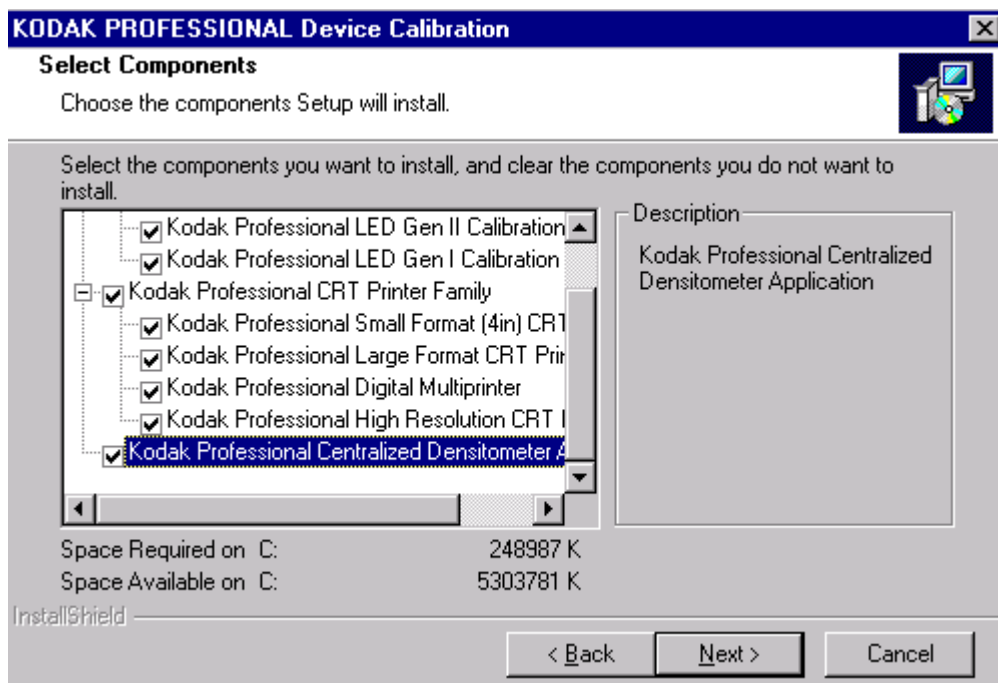 KODAK PROFESSIONAL Device Calibration
Select Components
Choose the components Setup will install.
Select the components you want to install, and clear the components you do not want to
install.
Kodak Professional LED Gen II Calibration
Kodak Professional LED Gen I Calibration
Kodak Professional CRT Printer Family
Kodak Professional Small Format (4in) CRT
Kodak Professional Large Format CRT Prin
Kodak Professional Digital Multiprinter
Kodak Professional High Resolution CRT
Kodak Professional Centralized Densitometer A
Description
Kodak Professional Centralized
Densitometer Application
Space Required on C: 248987 K
Space Available on C: 5303781 K
InstallShield
< Back
Next >
Cancel